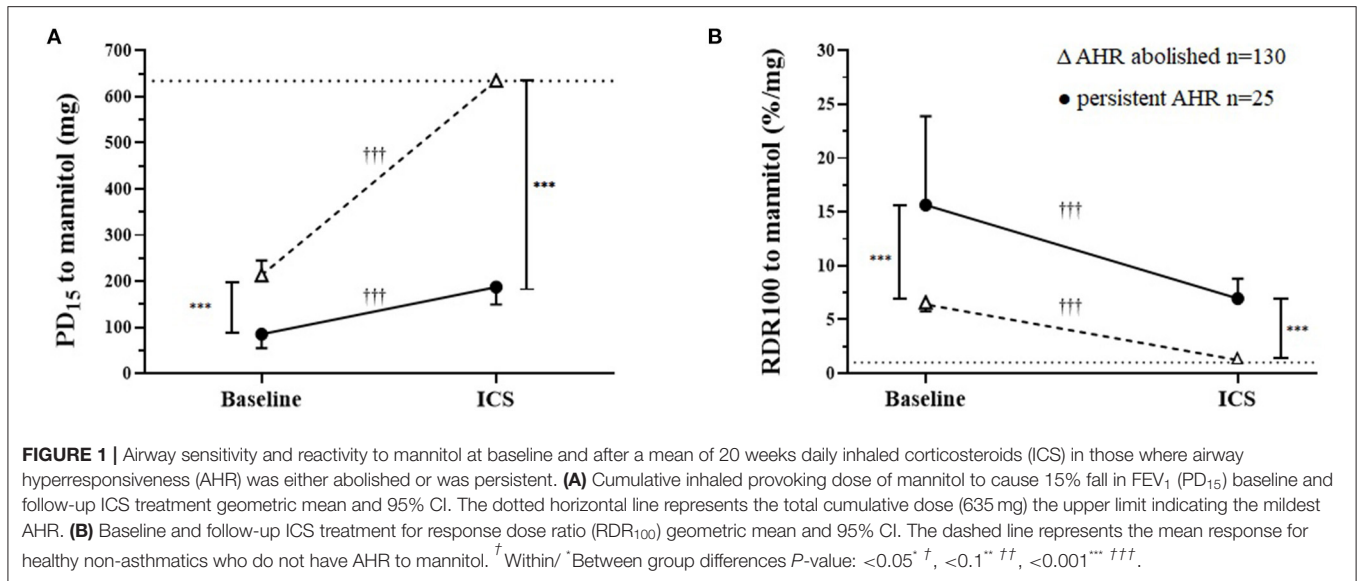 A
700
600
500
400
300
200
100
0
PD15 to mannitol (mg)
†††
†††
***
***
Baseline ICS
B
30
25
20
15
10
5
0
RDR100 to mannitol (%/mg)
Δ AHR abolished n=130
● persistent AHR n=25
†††
†††
***
***
Baseline ICS
FIGURE 1 | Airway sensitivity and reactivity to mannitol at baseline and after a mean of 20 weeks daily inhaled corticosteroids (ICS) in those where airway
hyperresponsiveness (AHR) was either abolished or was persistent. (A) Cumulative inhaled provoking dose of mannitol to cause 15% fall in FEV1 (PD15) baseline and
follow-up ICS treatment geometric mean and 95% CI. The dotted horizontal line represents the total cumulative dose (635 mg) the upper limit indicating the mildest
AHR. (B) Baseline and follow-up ICS treatment for response dose ratio (RDR100) geometric mean and 95% CI. The dashed line represents the mean response for
healthy non-asthmatics who do not have AHR to mannitol. †Within/ *Between group differences P-value: <0.05* †, <0.1** ††, <0.001*** †††.